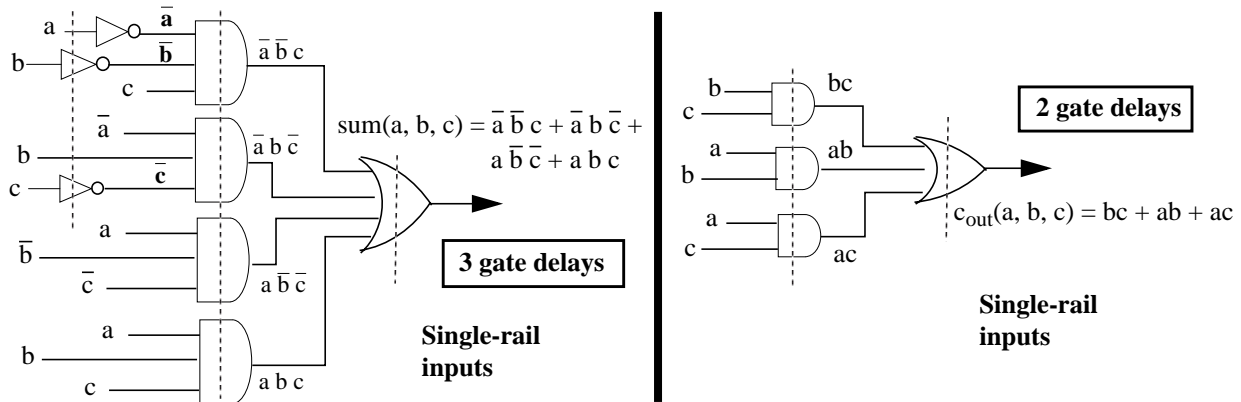 a
a̅
b
b̅
c
a̅ b̅ c
a̅
b
c
c̅
a̅ b c̅
a
b̅
c̅
a b̅ c̅
a
b
c
a b c
sum(a, b, c) = a̅ b̅ c + a̅ b c̅ +
a b̅ c̅ + a b c
3 gate delays
Single-rail
inputs
b
c
bc
a
b
ab
a
c
ac
2 gate delays
c_out(a, b, c) = bc + ab + ac
Single-rail
inputs